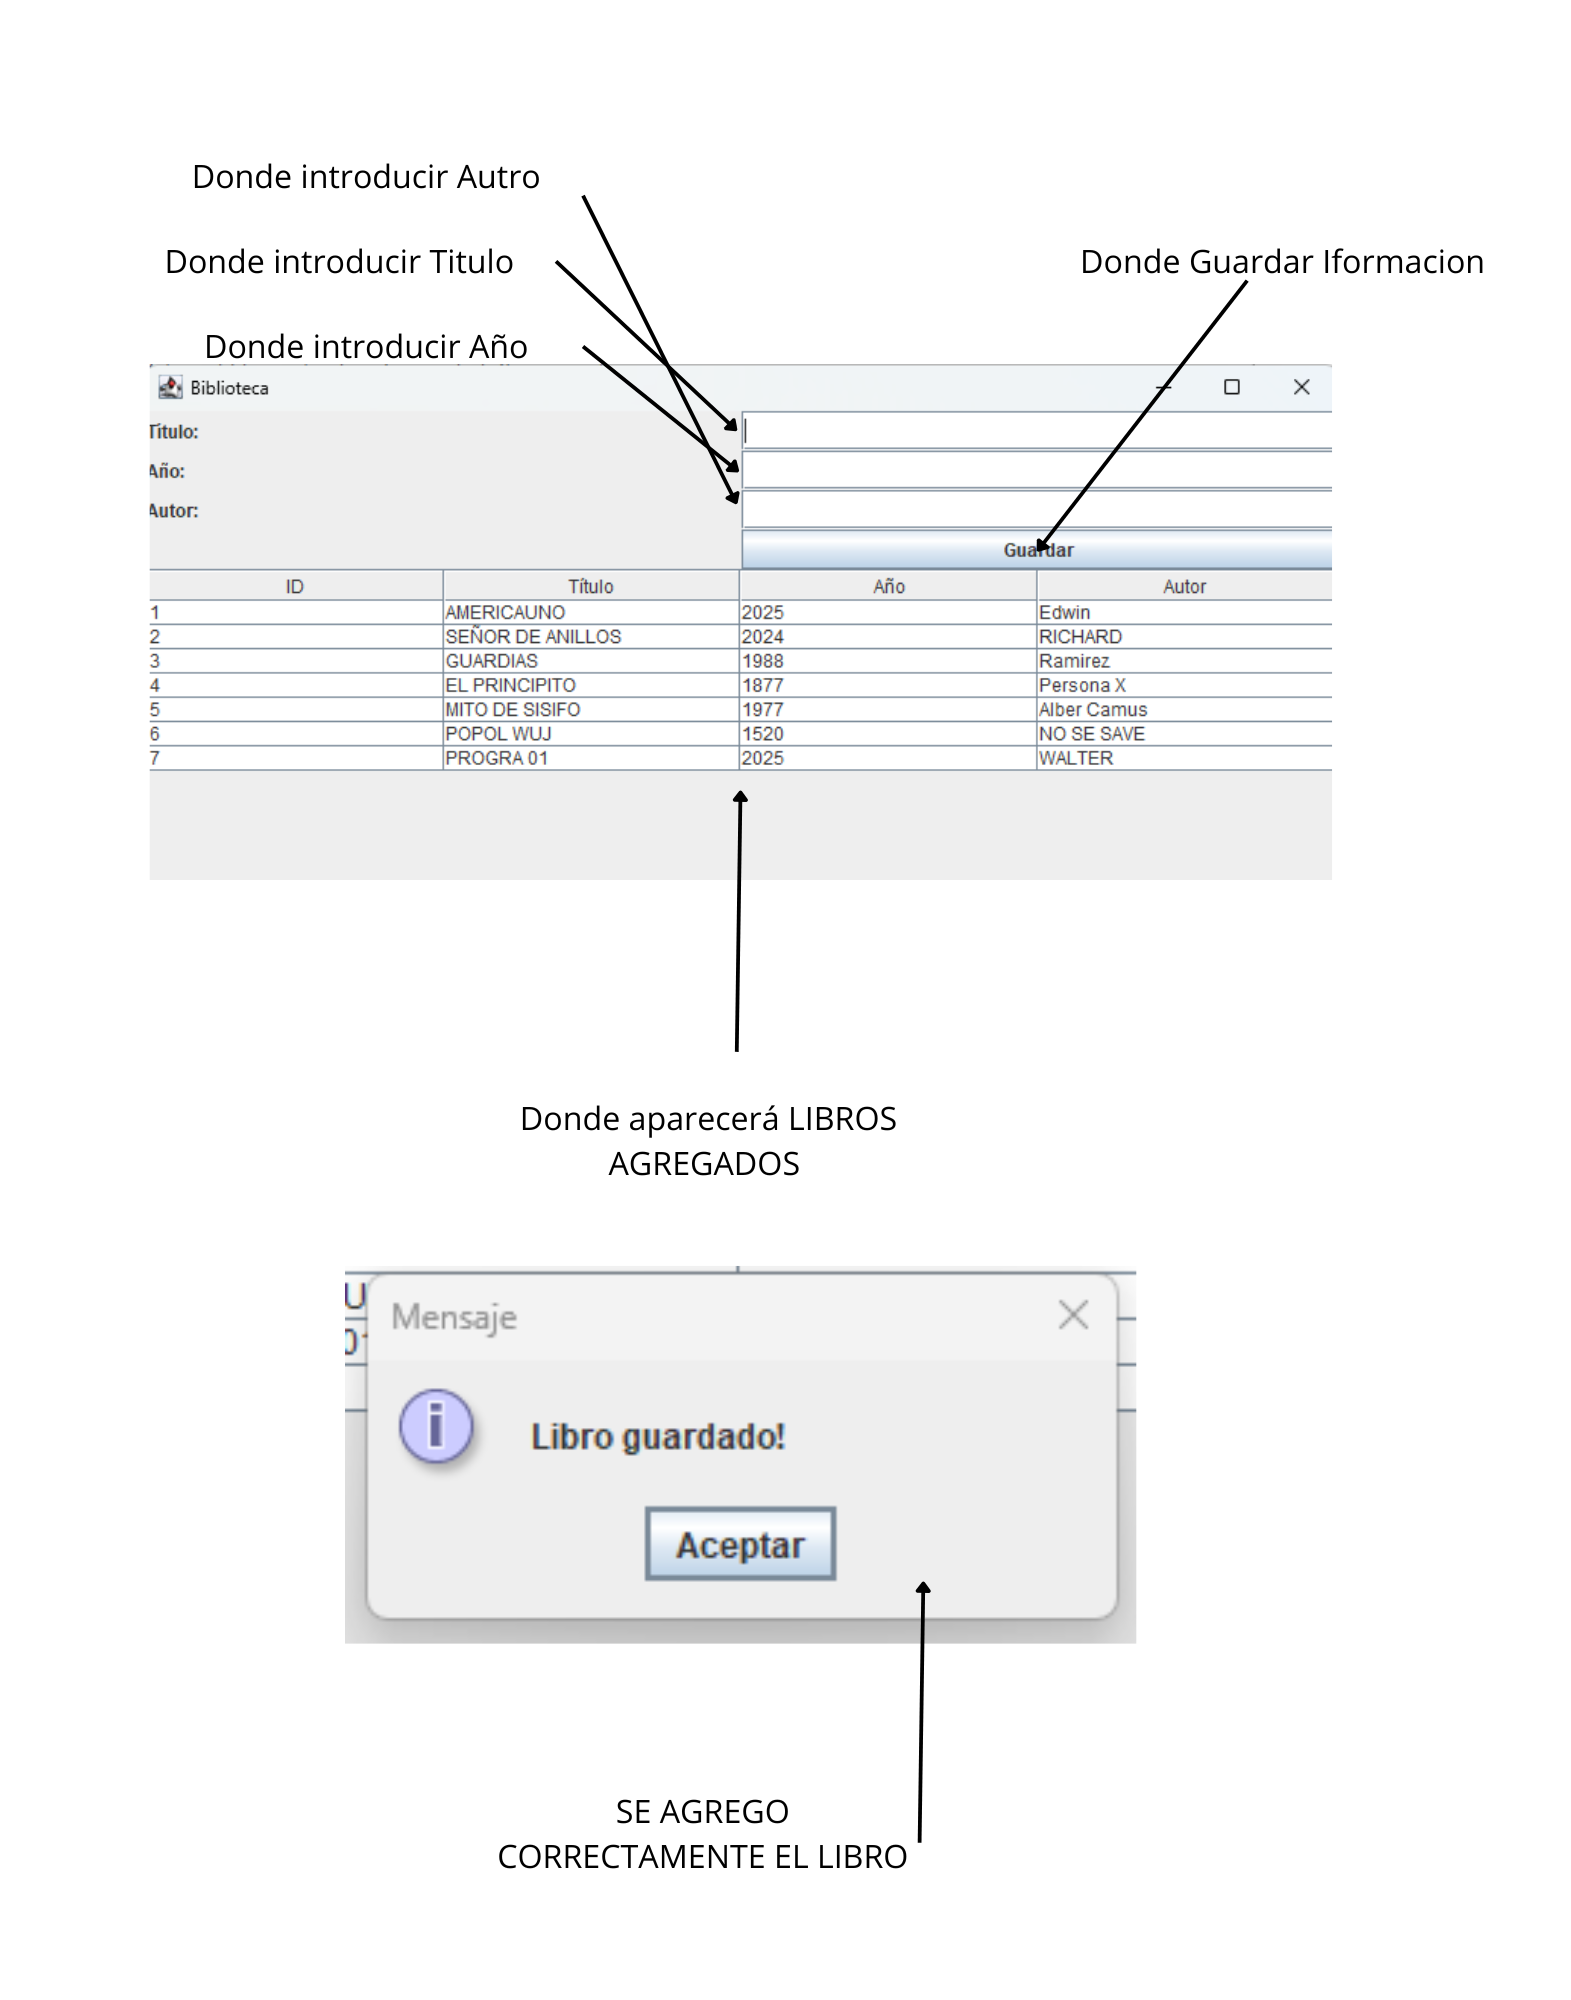 Donde introducir Autro
Donde introducir Titulo
Donde Guardar Iformacion
Donde introducir Año
Biblioteca
Título:
Año:
Autor:
Guardar
ID Título Año Autor
1 AMERICAUNO 2025 Edwin
2 SEÑOR DE ANILLOS 2024 RICHARD
3 GUARDIAS 1988 Ramirez
4 EL PRINCIPITO 1877 Persona X
5 MITO DE SISIFO 1977 Alber Camus
6 POPOL WUJ 1520 NO SE SAVE
7 PROGRA 01 2025 WALTER
Donde aparecerá LIBROS
AGREGADOS
U
01
Mensaje
Libro guardado!
Aceptar
SE AGREGO
CORRECTAMENTE EL LIBRO